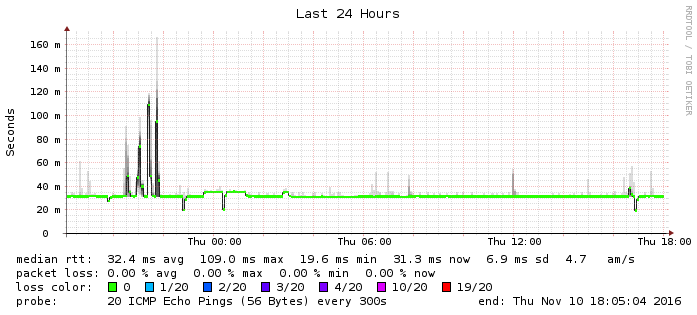 Last 24 Hours
RRDTOOL / TOBI OETIKER
Seconds
160 m
140 m
120 m
100 m
80 m
60 m
40 m
20 m
0
Thu 00:00 Thu 06:00 Thu 12:00 Thu 18:00
median rtt: 32.4 ms avg 109.0 ms max 19.6 ms min 31.3 ms now 6.9 ms sd 4.7 am/s
packet loss: 0.00 % avg 0.00 % max 0.00 % min 0.00 % now
loss color: 0 1/20 2/20 3/20 4/20 10/20 19/20
probe: 20 ICMP Echo Pings (56 Bytes) every 300s end: Thu Nov 10 18:05:04 2016